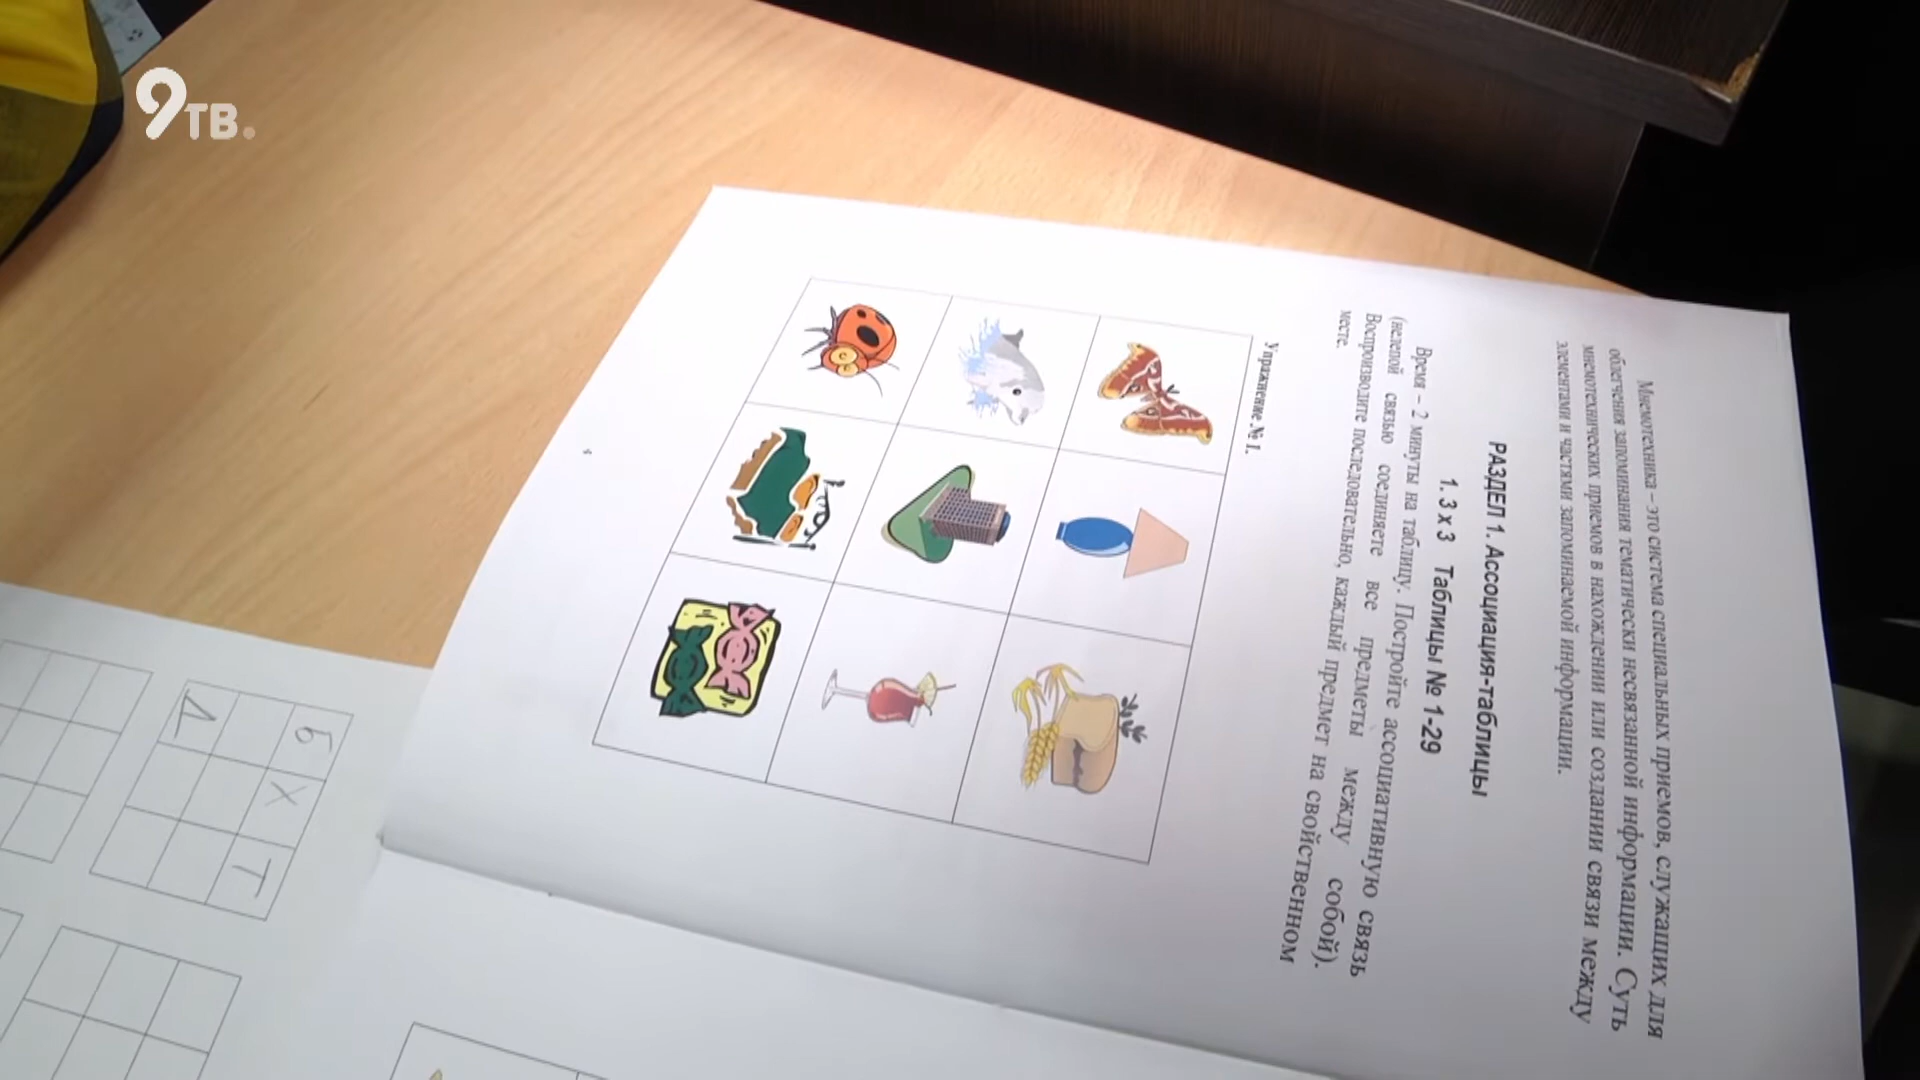 9ТВ.
Мнемотехника – это система специальных приемов, служащих для
облегчения запоминания тематически несвязанной информации. Суть
мнемотехнических приемов в нахождении или создании связи между
элементами и частями запоминаемой информации.
РАЗДЕЛ 1. Ассоциация-таблицы
1. 3 х 3 Таблицы № 1-29
Время – 2 минуты на таблицу. Постройте ассоциативную связь
(нелепой связью соединяете все предметы между собой).
Воспроизводите последовательно, каждый предмет на свойственном
месте.
Упражнение № 1.
Б Х Т
Д